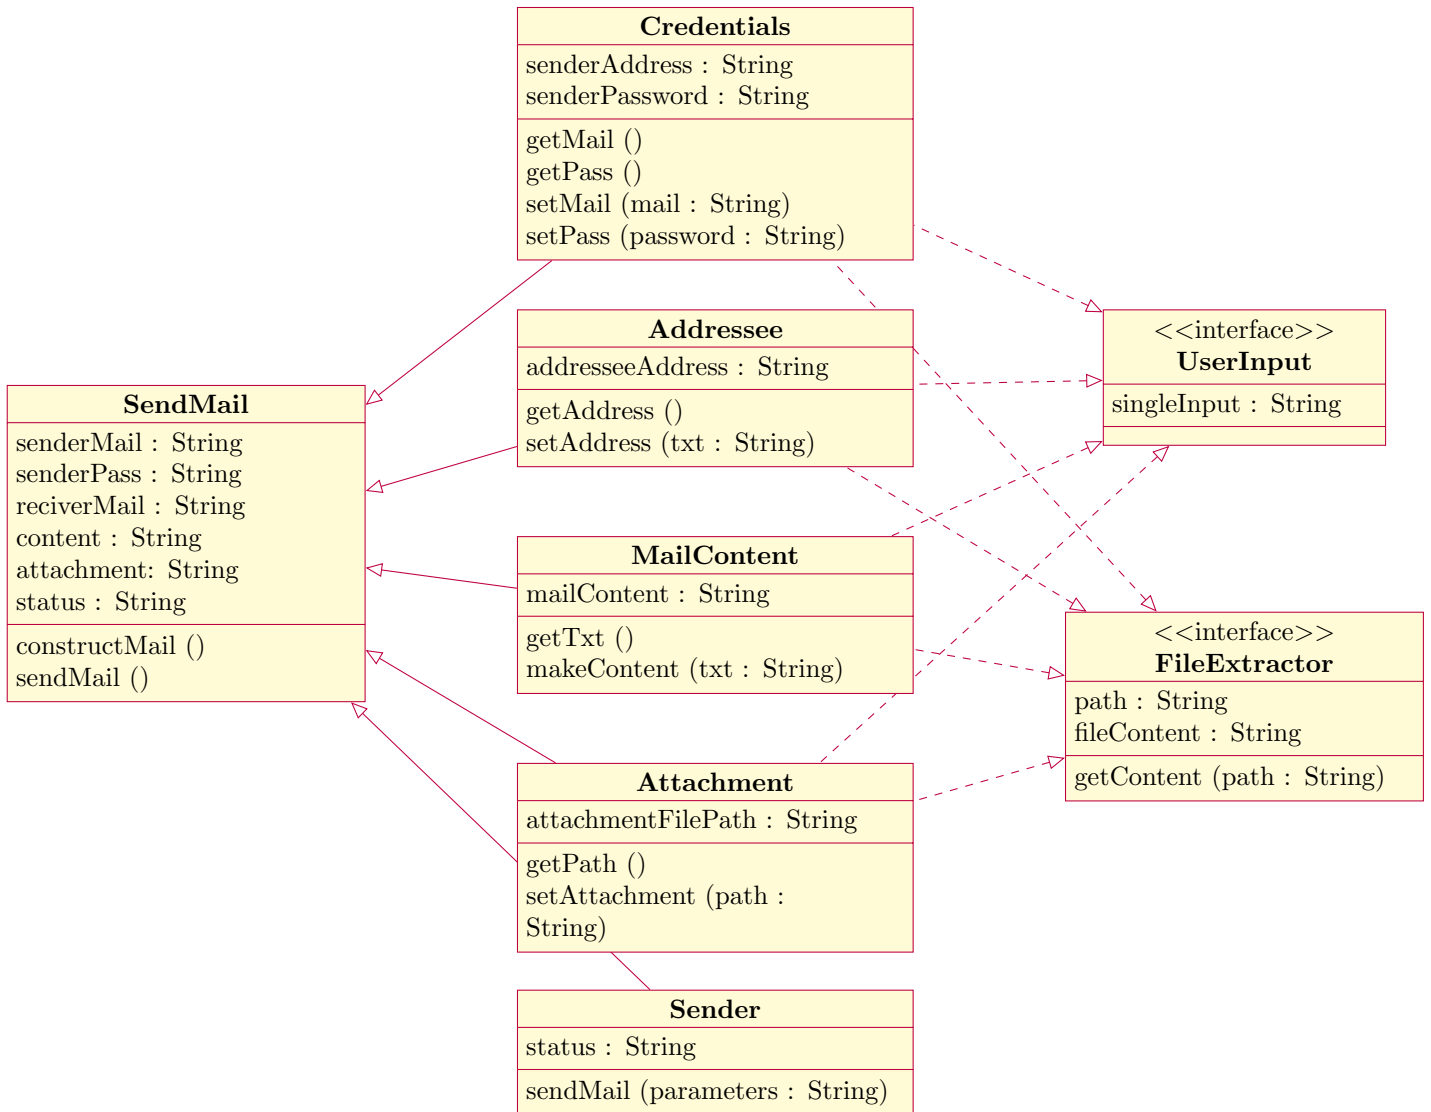 Credentials
senderAddress : String
senderPassword : String
getMail ()
getPass ()
setMail (mail : String)
setPass (password : String)
Addressee
addresseeAddress : String
getAddress ()
setAddress (txt : String)
<<interface>>
UserInput
singleInput : String
SendMail
senderMail : String
senderPass : String
reciverMail : String
content : String
attachment: String
status : String
constructMail ()
sendMail ()
MailContent
mailContent : String
getTxt ()
makeContent (txt : String)
<<interface>>
FileExtractor
path : String
fileContent : String
getContent (path : String)
Attachment
attachmentFilePath : String
getPath ()
setAttachment (path :
String)
Sender
status : String
sendMail (parameters : String)